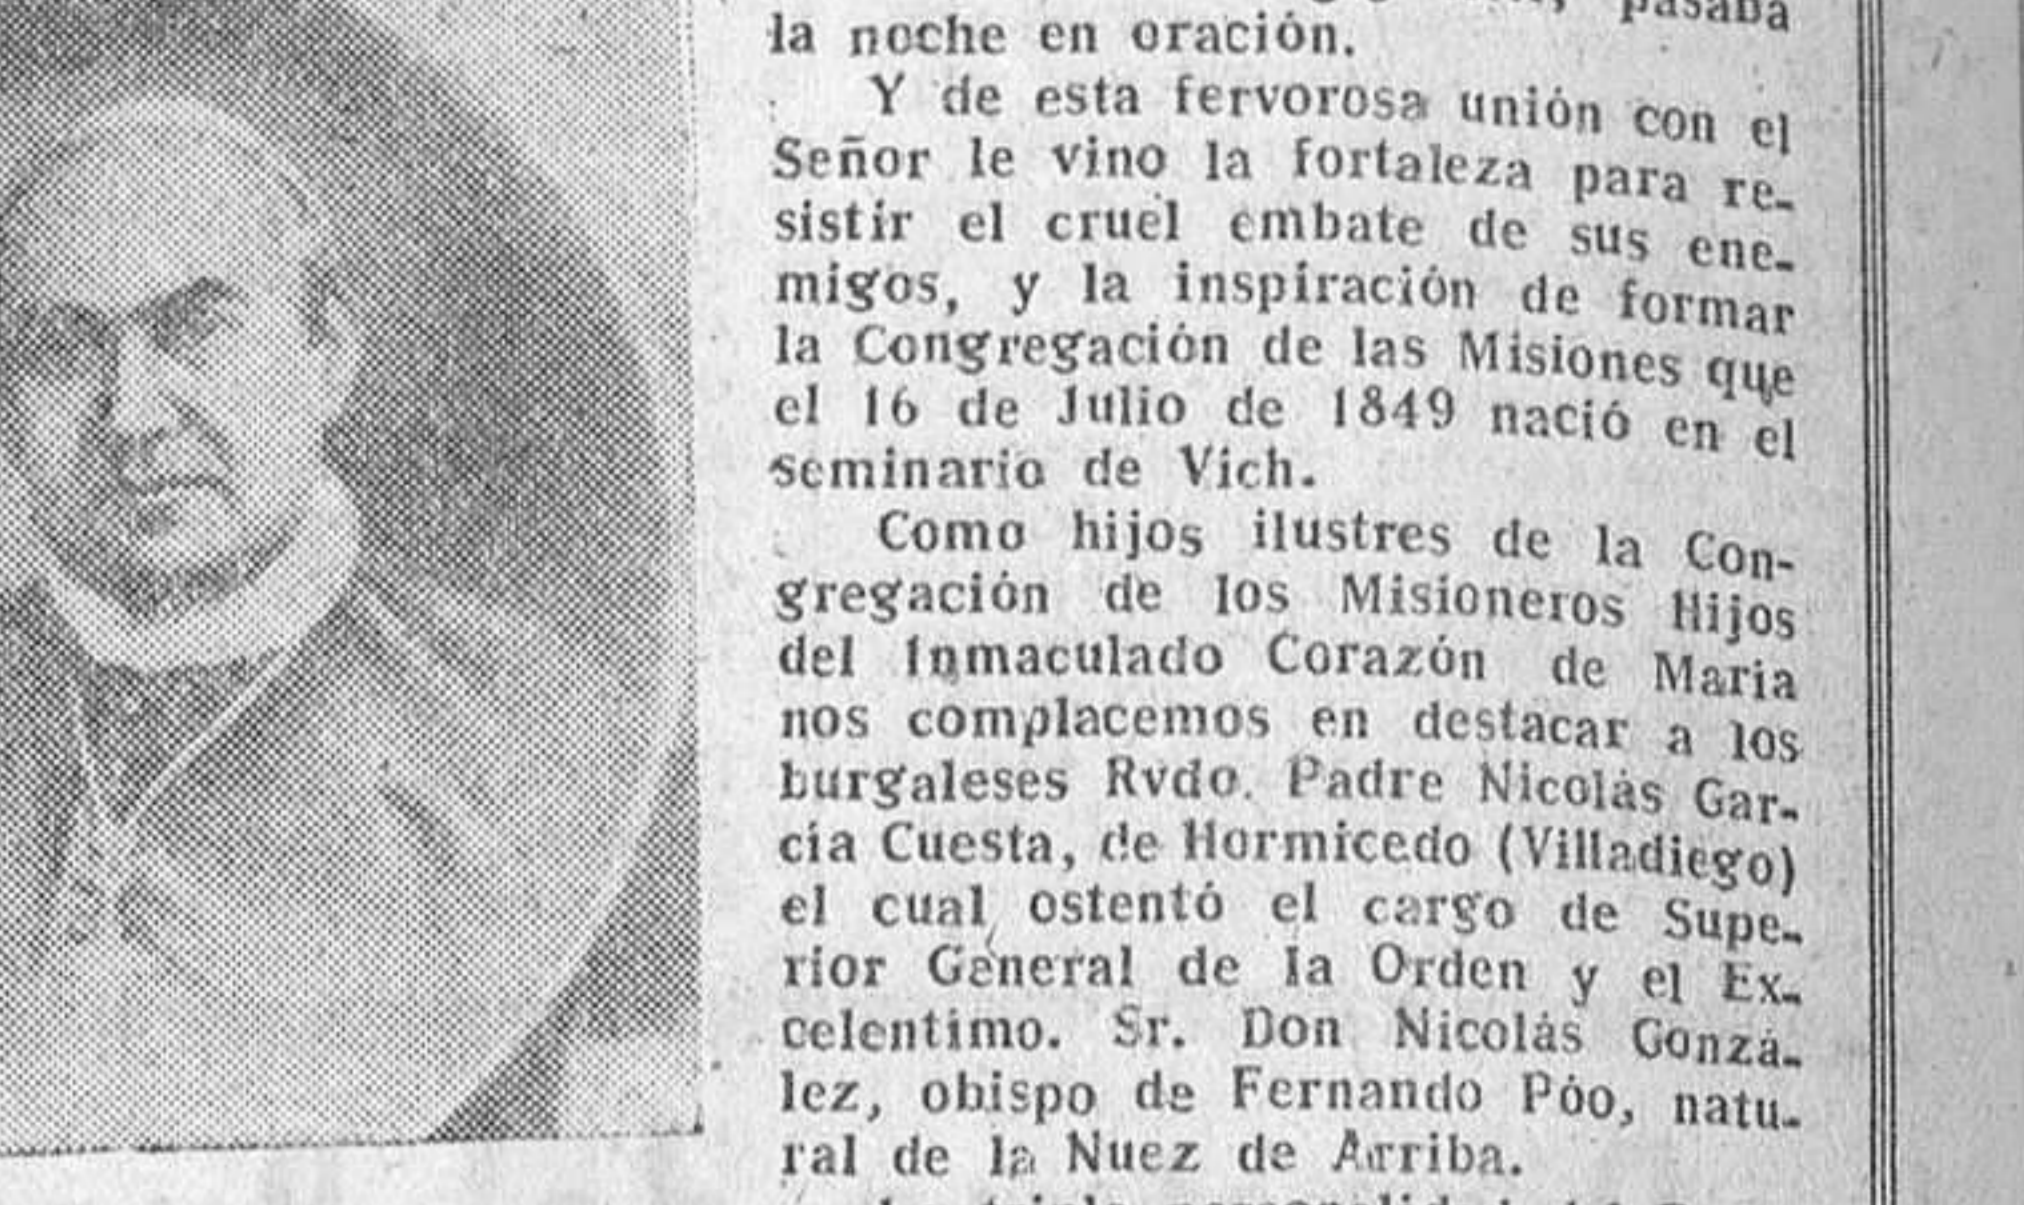 pasaba
la noche en oración.
Y de esta fervorosa unión con el
Señor le vino la fortaleza para re-
sistir el cruel embate de sus ene-
migos, y la inspiración de formar
la Congregación de las Misiones que
el 16 de Julio de 1849 nació en el
seminario de Vich.
Como hijos ilustres de la Con-
gregación de los Misioneros Hijos
del Inmaculado Corazón de Maria
nos complacemos en destacar a los
burgaleses Rvdo. Padre Nicolás Gar-
cía Cuesta, de Hormicedo (Villadiego)
el cual ostentó el cargo de Supe-
rior General de la Orden y el Ex-
celentimo. Sr. Don Nicolás Gonzá-
lez, obispo de Fernando Póo, natu-
ral de la Nuez de Arriba.